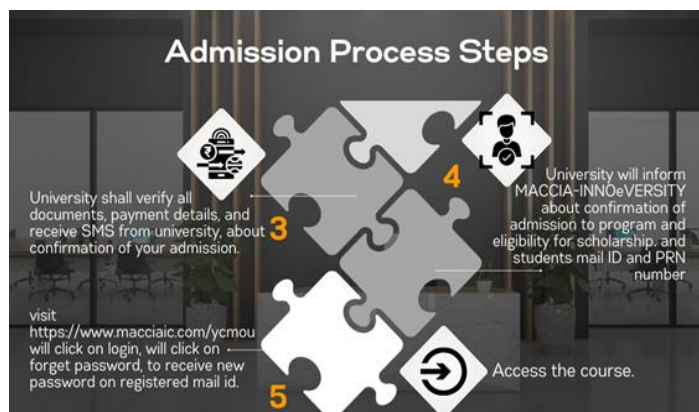 Admission Process Steps
4
University will inform
MACCIA-INNOeVERSITY
about confirmation of
admission to program and
eligibility for scholarship. and
students mail ID and PRN
number
3
University shall verify all
documents, payment details, and
receive SMS from university, about
confirmation of your admission.
visit
https://www.macciaic.com/ycmou
will click on login, will click on
forget password, to receive new
password on registered mail id.
5
Access the course.